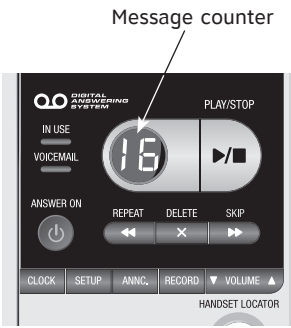 Message counter
DIGITAL
ANSWERING
SYSTEM
PLAY/STOP
IN USE
16
VOICEMAIL
ANSWER ON
REPEAT DELETE SKIP
CLOCK SETUP ANNC. RECORD ▼ VOLUME ▲
HANDSET LOCATOR